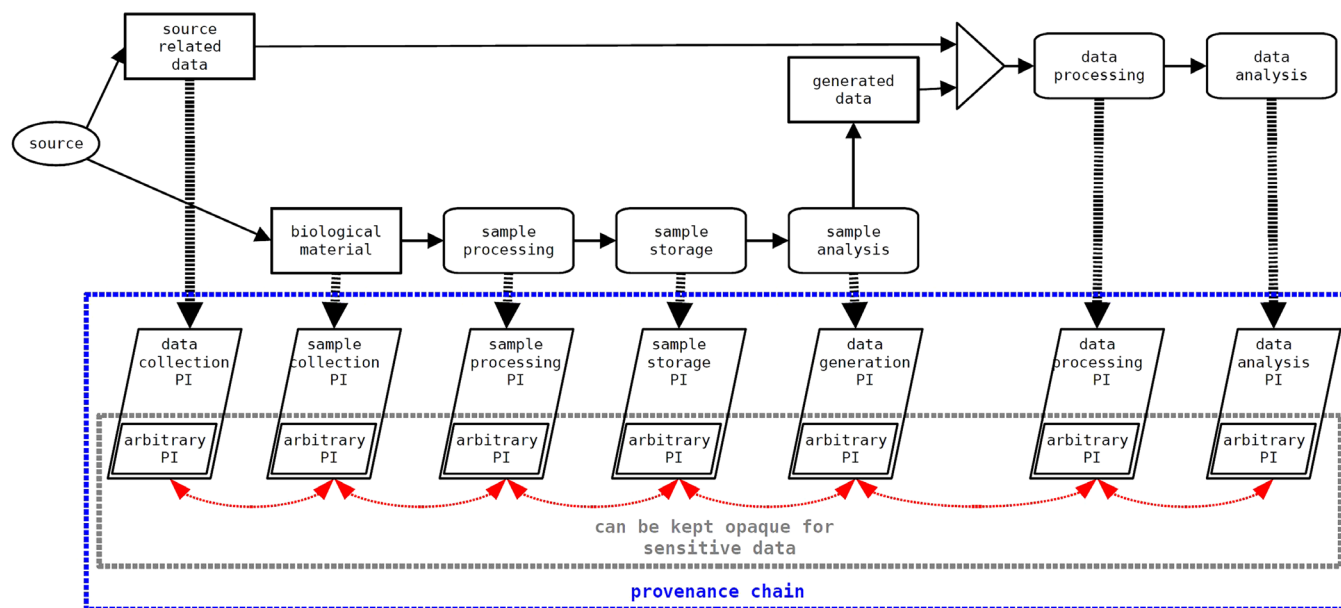 source
related
data
source
generated
data
data
processing
data
analysis
biological
material
sample
processing
sample
storage
sample
analysis
data
collection
PI
sample
collection
PI
sample
processing
PI
sample
storage
PI
data
generation
PI
data
processing
PI
data
analysis
PI
arbitrary
PI
arbitrary
PI
arbitrary
PI
arbitrary
PI
arbitrary
PI
arbitrary
PI
arbitrary
PI
can be kept opaque for
sensitive data
provenance chain